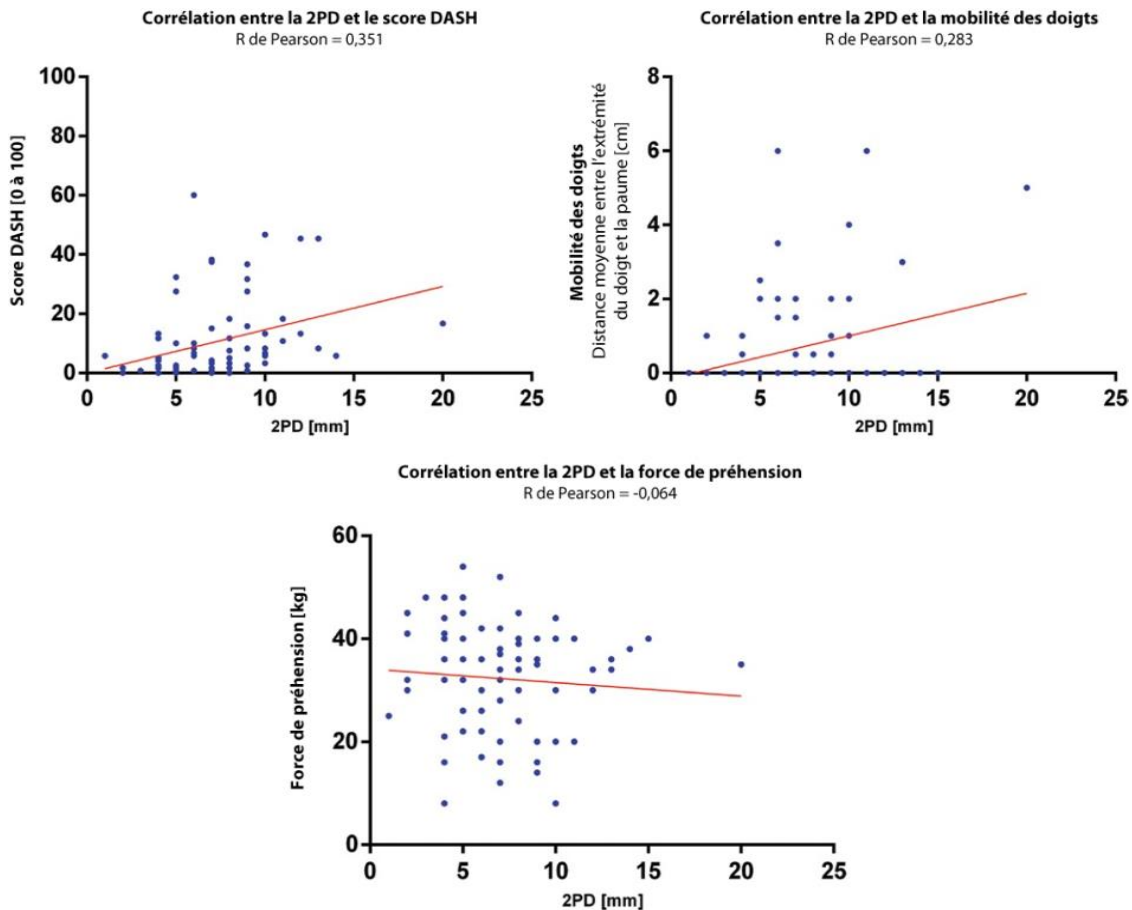 Corrélation entre la 2PD et le score DASH
R de Pearson = 0,351
100
80
60
40
20
0
Score DASH [0 à 100]
0 5 10 15 20 25
2PD [mm]
Corrélation entre la 2PD et la mobilité des doigts
R de Pearson = 0,283
8
6
4
2
0
Mobilité des doigts
Distance moyenne entre l'extrémité
du doigt et la paume [cm]
0 5 10 15 20 25
2PD [mm]
Corrélation entre la 2PD et la force de préhension
R de Pearson = -0,064
60
40
20
0
Force de préhension [kg]
0 5 10 15 20 25
2PD [mm]